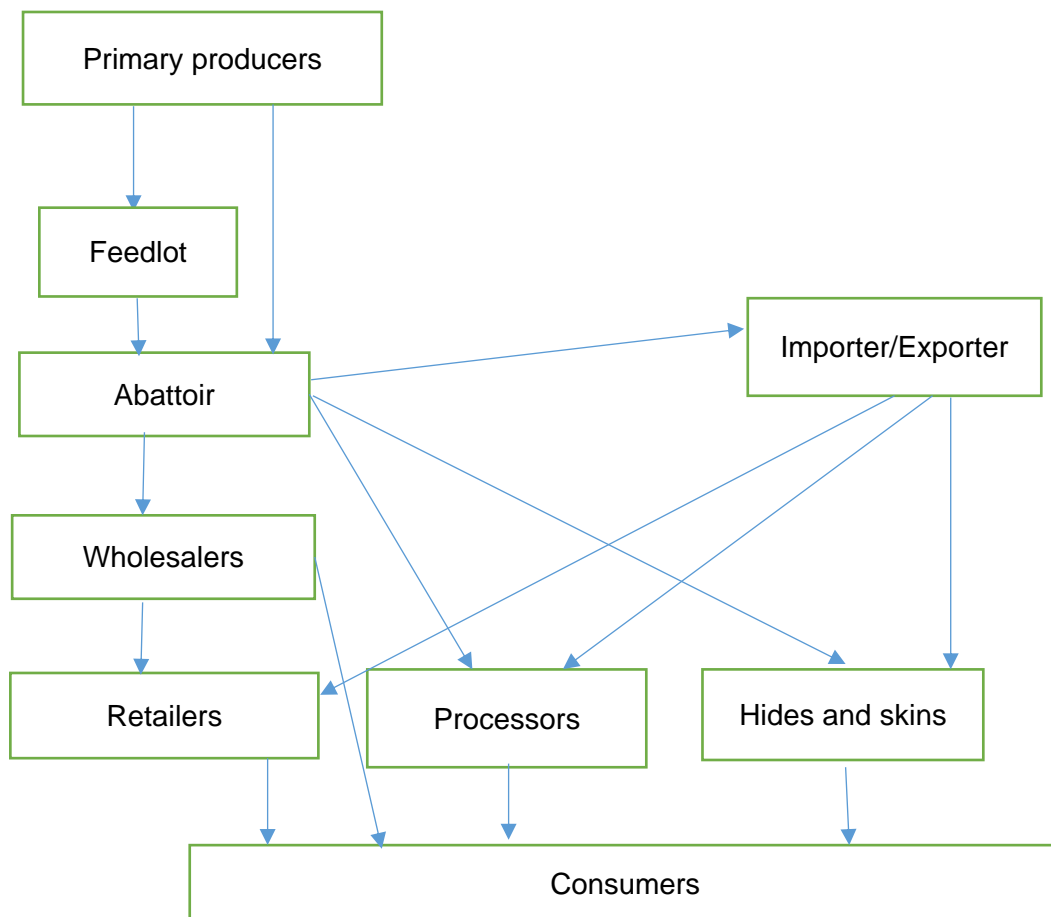 Primary producers
Feedlot
Importer/Exporter
Abattoir
Wholesalers
Retailers
Processors
Hides and skins
Consumers